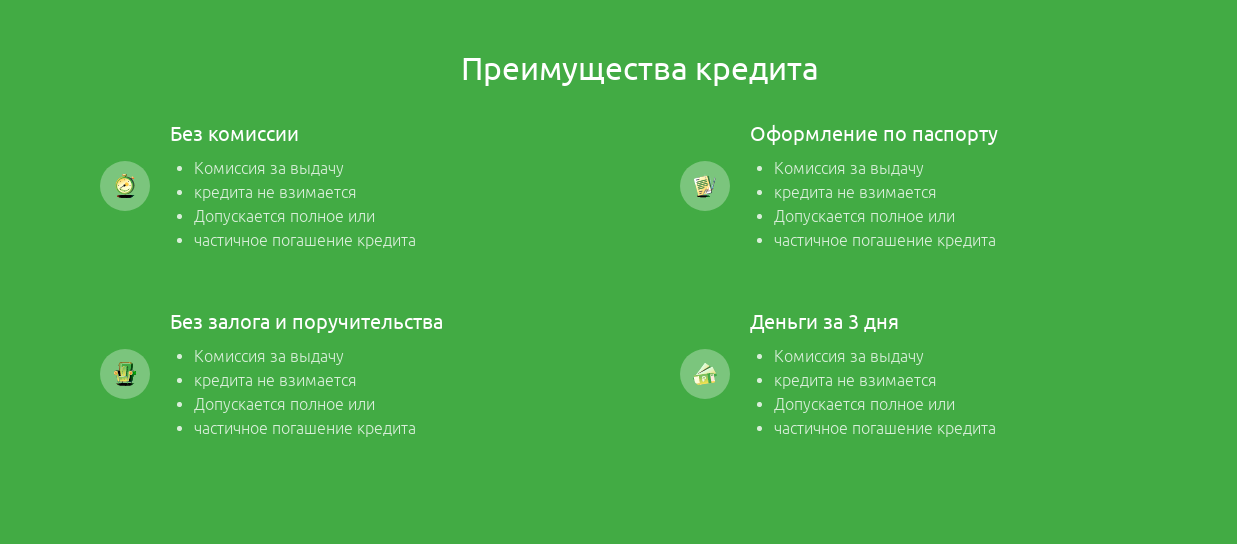 Преимущества кредита
Без комиссии
Комиссия за выдачу
кредита не взимается
Допускается полное или
частичное погашение кредита
Оформление по паспорту
Комиссия за выдачу
кредита не взимается
Допускается полное или
частичное погашение кредита
Без залога и поручительства
Комиссия за выдачу
кредита не взимается
Допускается полное или
частичное погашение кредита
Деньги за 3 дня
Комиссия за выдачу
кредита не взимается
Допускается полное или
частичное погашение кредита